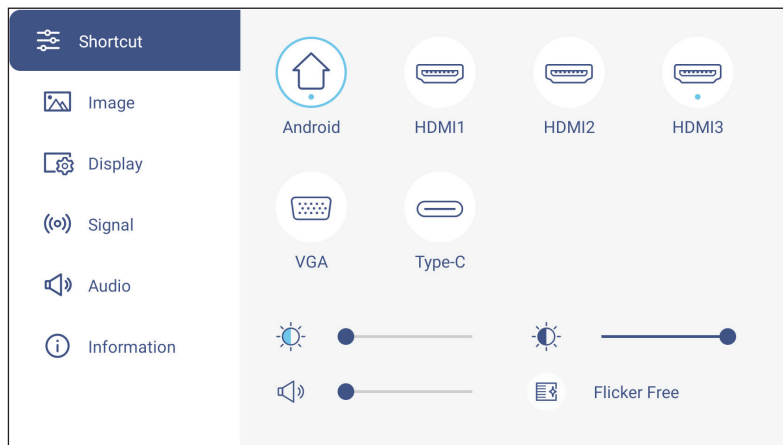 Shortcut
Image
Display
Signal
Audio
Information
Android
HDMI1
HDMI2
HDMI3
VGA
Type-C
Flicker Free